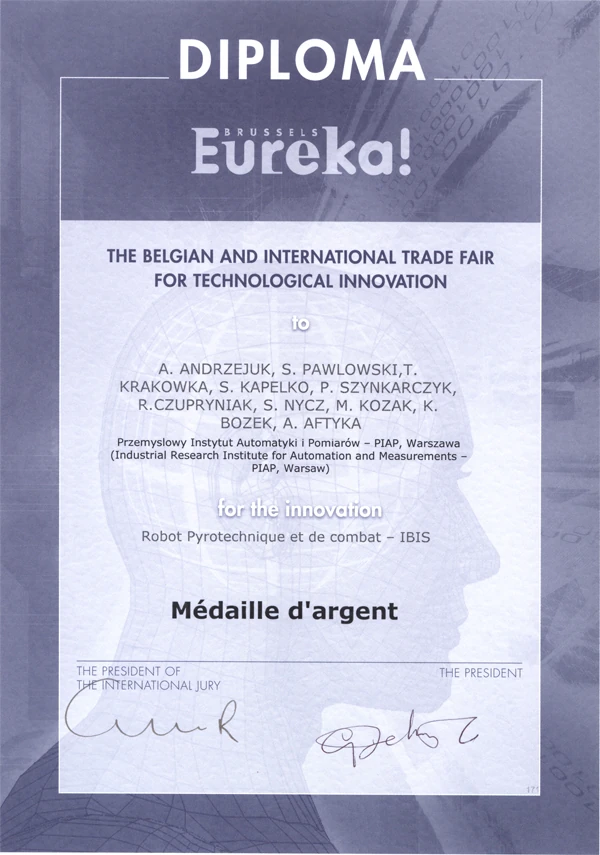 DIPLOMA
BRUSSELS
Eureka!
THE BELGIAN AND INTERNATIONAL TRADE FAIR
FOR TECHNOLOGICAL INNOVATION
to
A. ANDRZEJUK, S. PAWLOWSKI,T.
KRAKOWKA, S. KAPELKO, P. SZYNKARCZYK,
R.CZUPRYNIAK, S. NYCZ, M. KOZAK, K.
BOZEK, A. AFTYKA
Przemyslowy Instytut Automatyki i Pomiarów – PIAP, Warszawa
(Industrial Research Institute for Automation and Measurements –
PIAP, Warsaw)
for the innovation
Robot Pyrotechnique et de combat – IBIS
Médaille d'argent
THE PRESIDENT OF
THE INTERNATIONAL JURY
THE PRESIDENT
171